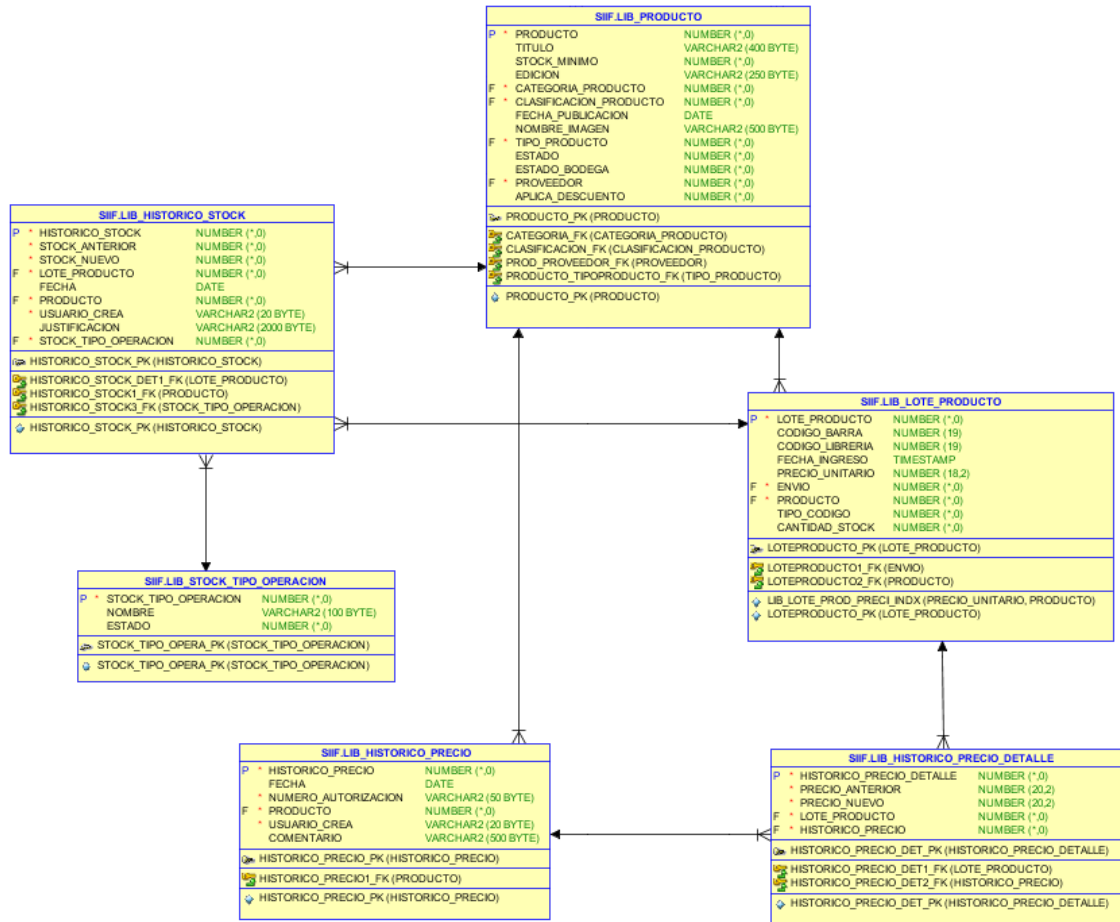 SIIF.LIB_PRODUCTO
P * PRODUCTO NUMBER (*,0)
TITULO VARCHAR2 (400 BYTE)
STOCK_MINIMO NUMBER (*,0)
EDICION VARCHAR2 (250 BYTE)
F * CATEGORIA_PRODUCTO NUMBER (*,0)
F * CLASIFICACION_PRODUCTO NUMBER (*,0)
FECHA_PUBLICACION DATE
NOMBRE_IMAGEN VARCHAR2 (500 BYTE)
F * TIPO_PRODUCTO NUMBER (*,0)
ESTADO NUMBER (*,0)
ESTADO_BODEGA NUMBER (*,0)
F * PROVEEDOR NUMBER (*,0)
APLICA_DESCUENTO NUMBER (*,0)
PRODUCTO_PK (PRODUCTO)
CATEGORIA_FK (CATEGORIA_PRODUCTO)
CLASIFICACION_FK (CLASIFICACION_PRODUCTO)
PROD_PROVEEDOR_FK (PROVEEDOR)
PRODUCTO_TIPOPRODUCTO_FK (TIPO_PRODUCTO)
PRODUCTO_PK (PRODUCTO)
SIIF.LIB_HISTORICO_STOCK
P * HISTORICO_STOCK NUMBER (*,0)
* STOCK_ANTERIOR NUMBER (*,0)
* STOCK_NUEVO NUMBER (*,0)
F * LOTE_PRODUCTO NUMBER (*,0)
FECHA DATE
F * PRODUCTO NUMBER (*,0)
* USUARIO_CREA VARCHAR2 (20 BYTE)
JUSTIFICACION VARCHAR2 (2000 BYTE)
F * STOCK_TIPO_OPERACION NUMBER (*,0)
HISTORICO_STOCK_PK (HISTORICO_STOCK)
HISTORICO_STOCK_DET1_FK (LOTE_PRODUCTO)
HISTORICO_STOCK1_FK (PRODUCTO)
HISTORICO_STOCK3_FK (STOCK_TIPO_OPERACION)
HISTORICO_STOCK_PK (HISTORICO_STOCK)
SIIF.LIB_LOTE_PRODUCTO
P * LOTE_PRODUCTO NUMBER (*,0)
CODIGO_BARRA NUMBER (19)
CODIGO_LIBRERIA NUMBER (19)
FECHA_INGRESO TIMESTAMP
PRECIO_UNITARIO NUMBER (18,2)
F * ENVIO NUMBER (*,0)
F * PRODUCTO NUMBER (*,0)
TIPO_CODIGO NUMBER (*,0)
CANTIDAD_STOCK NUMBER (*,0)
LOTEPRODUCTO_PK (LOTE_PRODUCTO)
LOTEPRODUCTO1_FK (ENVIO)
LOTEPRODUCTO2_FK (PRODUCTO)
LIB_LOTE_PROD_PRECI_INDX (PRECIO_UNITARIO, PRODUCTO)
LOTEPRODUCTO_PK (LOTE_PRODUCTO)
SIIF.LIB_STOCK_TIPO_OPERACION
P * STOCK_TIPO_OPERACION NUMBER (*,0)
NOMBRE VARCHAR2 (100 BYTE)
ESTADO NUMBER (*,0)
STOCK_TIPO_OPERA_PK (STOCK_TIPO_OPERACION)
STOCK_TIPO_OPERA_PK (STOCK_TIPO_OPERACION)
SIIF.LIB_HISTORICO_PRECIO
P * HISTORICO_PRECIO NUMBER (*,0)
FECHA DATE
* NUMERO_AUTORIZACION VARCHAR2 (50 BYTE)
F * PRODUCTO NUMBER (*,0)
* USUARIO_CREA VARCHAR2 (20 BYTE)
COMENTARIO VARCHAR2 (500 BYTE)
HISTORICO_PRECIO_PK (HISTORICO_PRECIO)
HISTORICO_PRECIO1_FK (PRODUCTO)
HISTORICO_PRECIO_PK (HISTORICO_PRECIO)
SIIF.LIB_HISTORICO_PRECIO_DETALLE
P * HISTORICO_PRECIO_DETALLE NUMBER (*,0)
* PRECIO_ANTERIOR NUMBER (20,2)
* PRECIO_NUEVO NUMBER (20,2)
F * LOTE_PRODUCTO NUMBER (*,0)
F * HISTORICO_PRECIO NUMBER (*,0)
HISTORICO_PRECIO_DET_PK (HISTORICO_PRECIO_DETALLE)
HISTORICO_PRECIO_DET1_FK (LOTE_PRODUCTO)
HISTORICO_PRECIO_DET2_FK (HISTORICO_PRECIO)
HISTORICO_PRECIO_DET_PK (HISTORICO_PRECIO_DETALLE)